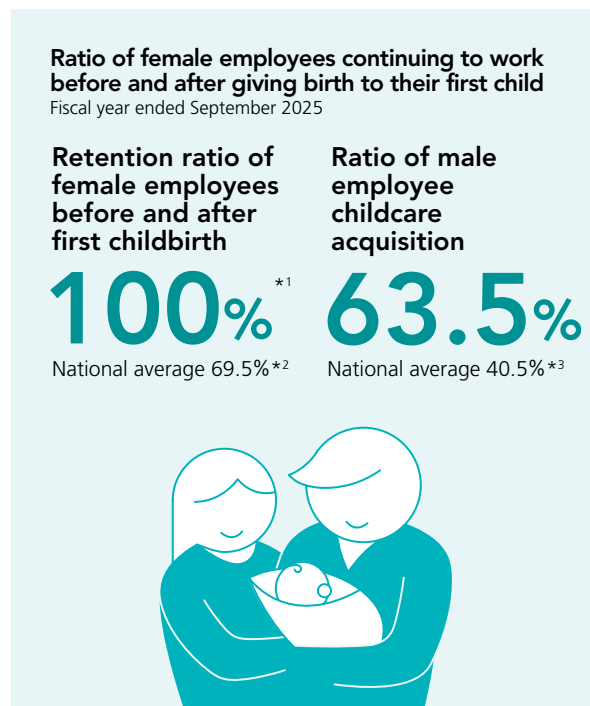 Ratio of female employees continuing to work
before and after giving birth to their first child
Fiscal year ended September 2025
Retention ratio of
female employees
before and after
first childbirth
100% *1
National average 69.5%*2
Ratio of male
employee
childcare
acquisition
63.5%
National average 40.5%*3